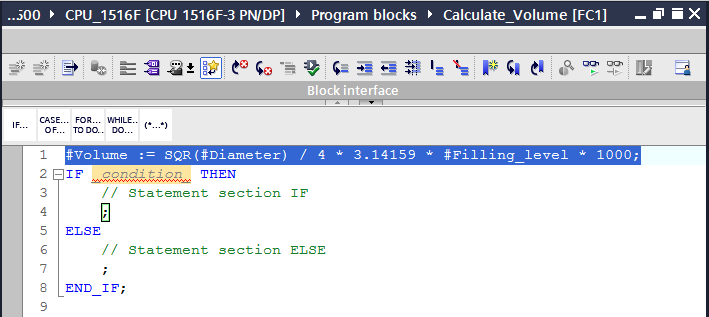 ..500 ▸ CPU_1516F [CPU 1516F-3 PN/DP] ▸ Program blocks ▸ Calculate_Volume [FC1]
Block interface
IF... CASE... OF... FOR... TO DO... WHILE... DO... (*...*)
1 #Volume := SQR(#Diameter) / 4 * 3.14159 * #Filling_level * 1000;
2 IF _condition_ THEN
3 // Statement section IF
4 ;
5 ELSE
6 // Statement section ELSE
7 ;
8 END_IF;
9